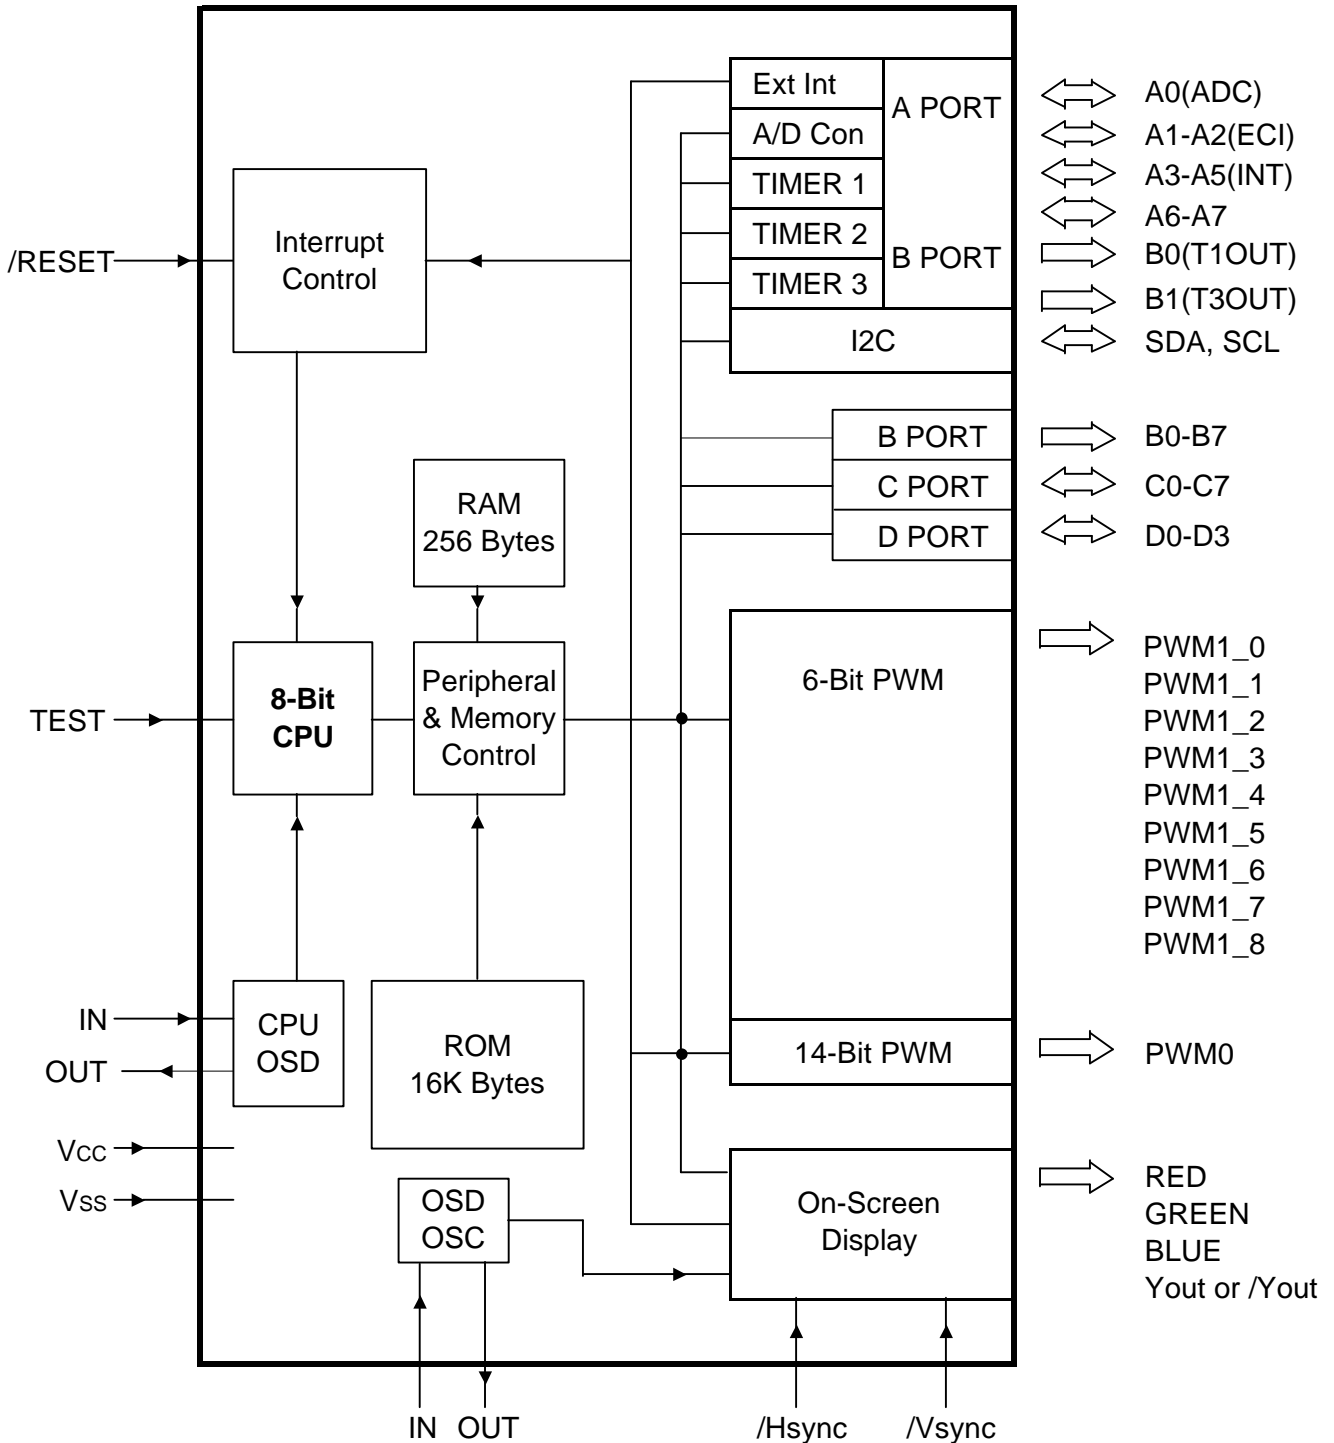 Ext Int
A PORT
A/D Con
TIMER 1
TIMER 2
B PORT
TIMER 3
I2C
A0(ADC)
A1-A2(ECI)
A3-A5(INT)
A6-A7
B0(T1OUT)
B1(T3OUT)
SDA, SCL
/RESET
Interrupt
Control
B PORT
C PORT
D PORT
B0-B7
C0-C7
D0-D3
RAM
256 Bytes
TEST
8-Bit
CPU
Peripheral
& Memory
Control
6-Bit PWM
PWM1_0
PWM1_1
PWM1_2
PWM1_3
PWM1_4
PWM1_5
PWM1_6
PWM1_7
PWM1_8
IN
OUT
CPU
OSD
ROM
16K Bytes
14-Bit PWM
PWM0
Vcc
Vss
OSD
OSC
On-Screen
Display
RED
GREEN
BLUE
Yout or /Yout
IN
OUT
/Hsync
/Vsync